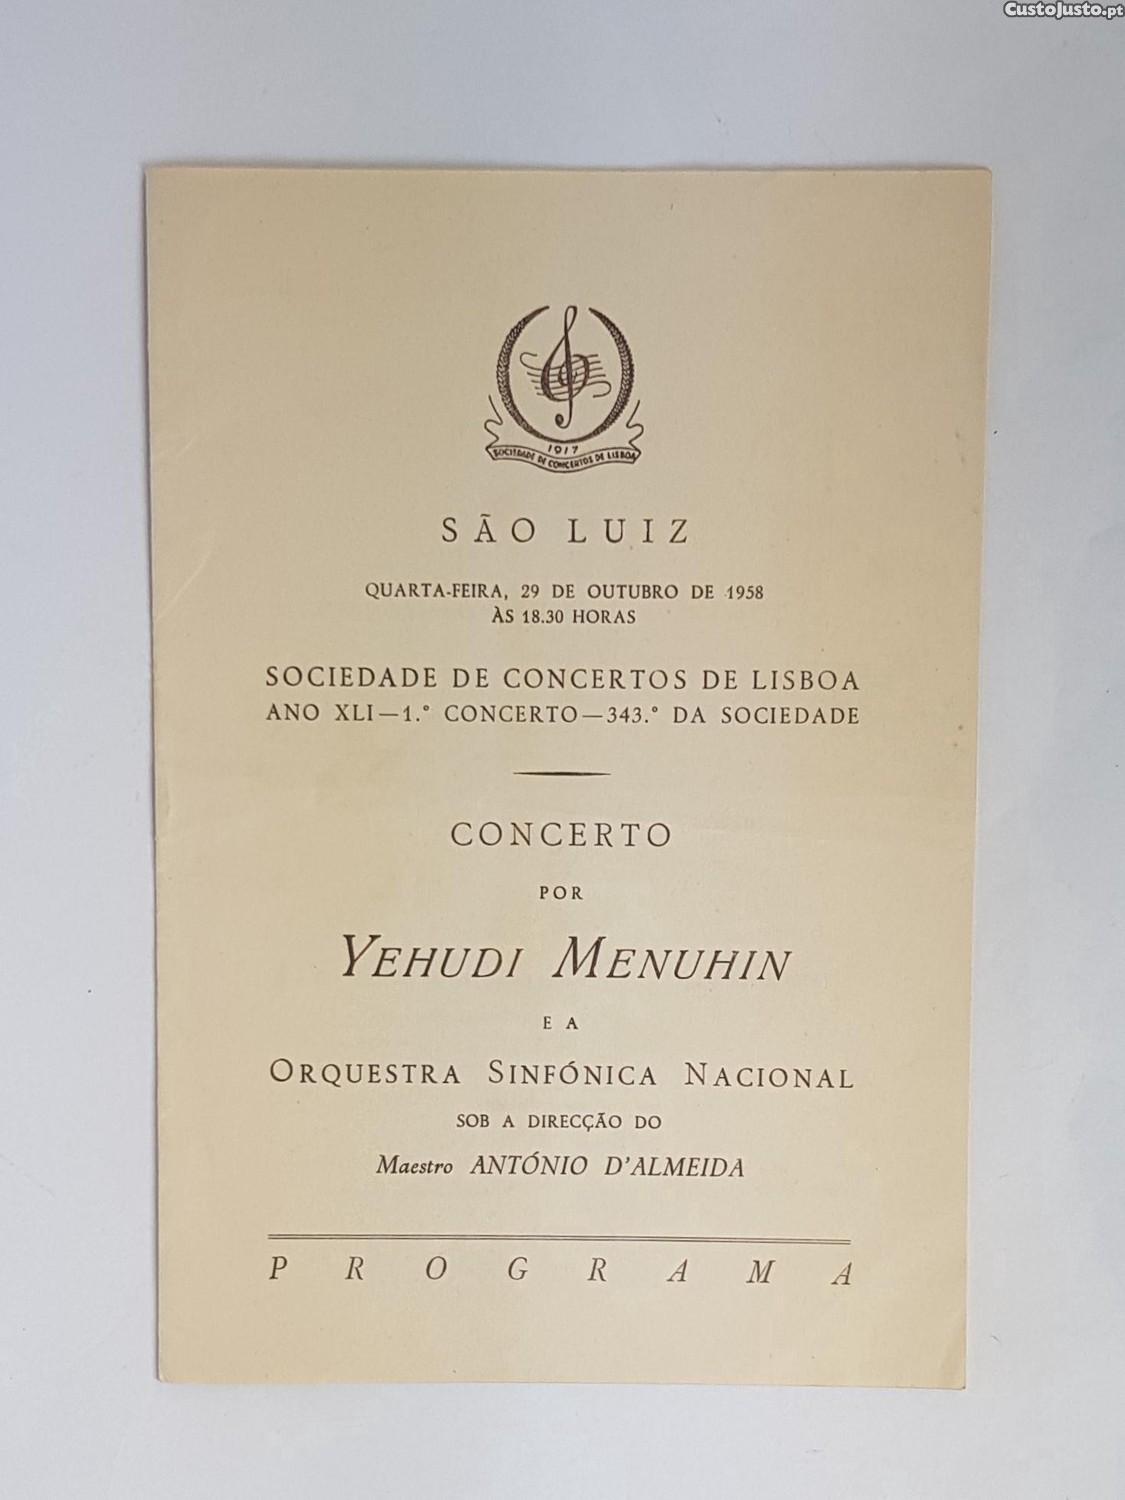 CustoJusto.pt
1917
SOCIEDADE DE CONCERTOS DE LISBOA
SÃO LUIZ
QUARTA-FEIRA, 29 DE OUTUBRO DE 1958
ÀS 18.30 HORAS
SOCIEDADE DE CONCERTOS DE LISBOA
ANO XLI—1.º CONCERTO—343.º DA SOCIEDADE
CONCERTO
POR
YEHUDI MENUHIN
E A
ORQUESTRA SINFÓNICA NACIONAL
SOB A DIRECÇÃO DO
Maestro ANTÓNIO D'ALMEIDA
PROGRAMA